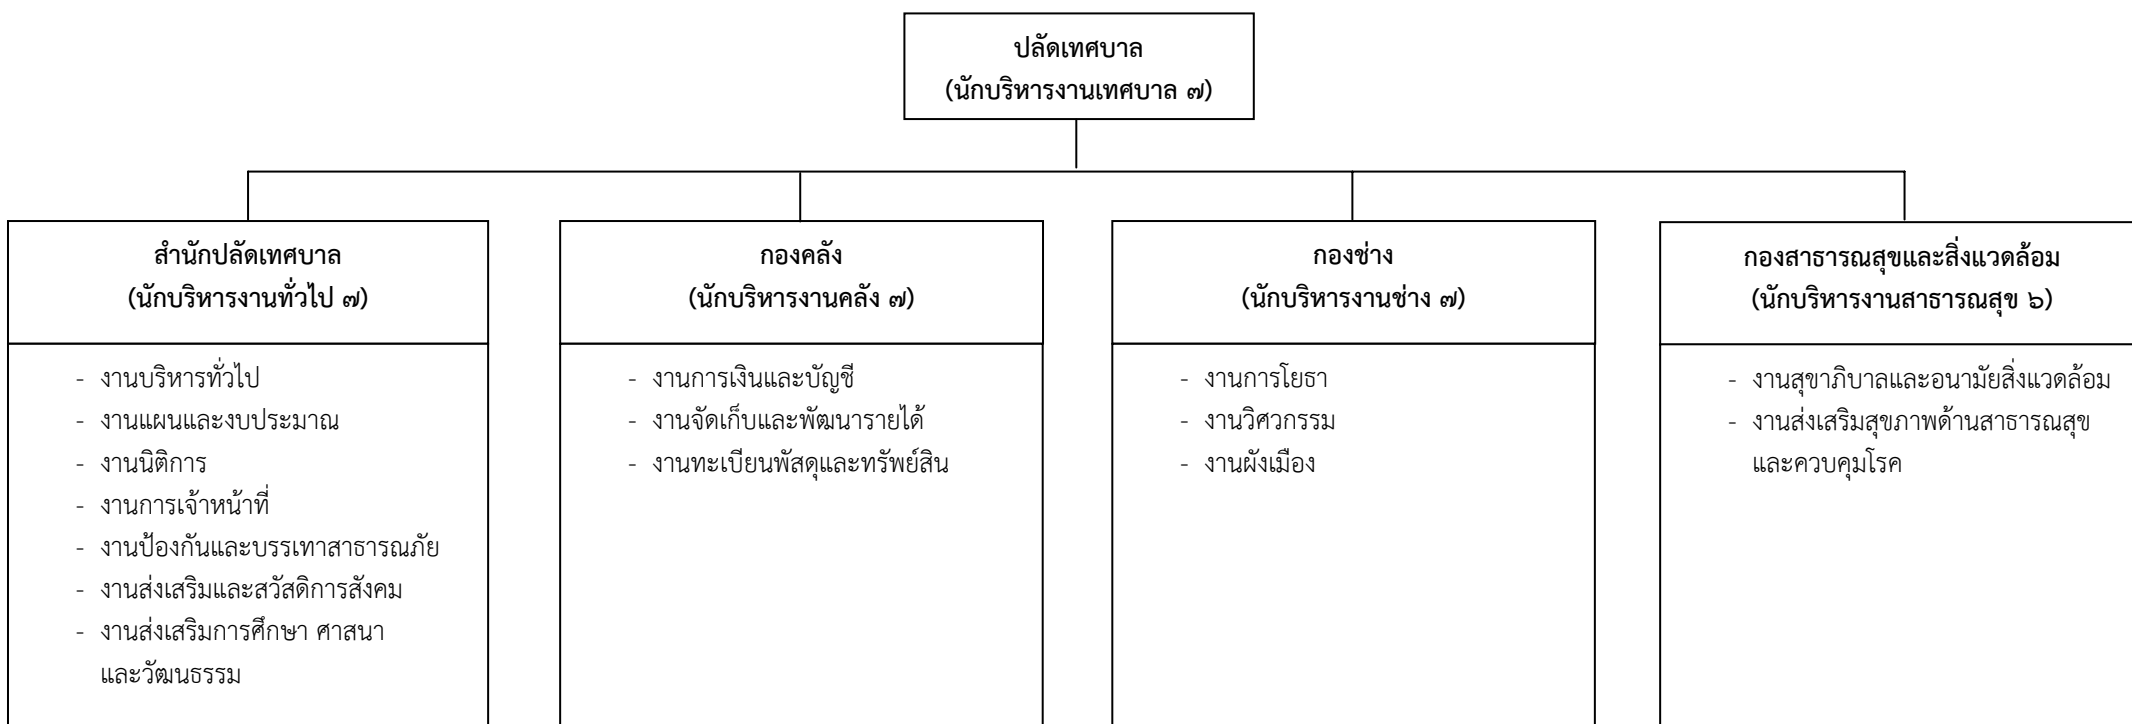 ปลัดเทศบาล
(นักบริหารงานเทศบาล ๗)
สำนักปลัดเทศบาล
(นักบริหารงานทั่วไป ๗)
- งานบริหารทั่วไป
- งานแผนและงบประมาณ
- งานนิติการ
- งานการเจ้าหน้าที่
- งานป้องกันและบรรเทาสาธารณภัย
- งานส่งเสริมและสวัสดิการสังคม
- งานส่งเสริมการศึกษา ศาสนา
และวัฒนธรรม
กองคลัง
(นักบริหารงานคลัง ๗)
- งานการเงินและบัญชี
- งานจัดเก็บและพัฒนารายได้
- งานทะเบียนพัสดุและทรัพย์สิน
กองช่าง
(นักบริหารงานช่าง ๗)
- งานการโยธา
- งานวิศวกรรม
- งานผังเมือง
กองสาธารณสุขและสิ่งแวดล้อม
(นักบริหารงานสาธารณสุข ๖)
- งานสุขาภิบาลและอนามัยสิ่งแวดล้อม
- งานส่งเสริมสุขภาพด้านสาธารณสุข
และควบคุมโรค